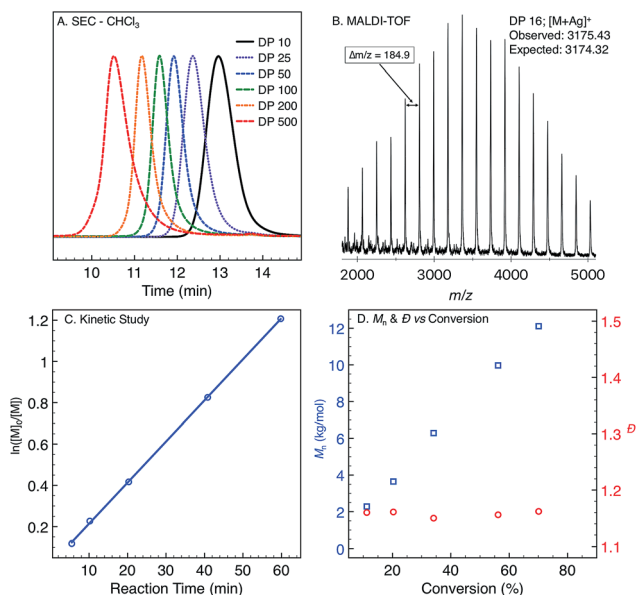 A. SEC - CHCl₃
DP 10
DP 25
DP 50
DP 100
DP 200
DP 500
10 11 12 13 14
Time (min)
B. MALDI-TOF
DP 16; [M+Ag]⁺
Observed: 3175.43
Expected: 3174.32
Δm/z = 184.9
2000 3000 4000 5000
m/z
C. Kinetic Study
1.2
1.0
0.8
0.6
0.4
0.2
ln([M]₀/[M])
10 20 30 40 50 60
Reaction Time (min)
D. Mₙ & Đ vs Conversion
12
10
8
6
4
2
0
Mₙ (kg/mol)
1.5
1.4
1.3
1.2
1.1
Đ
20 40 60 80
Conversion (%)